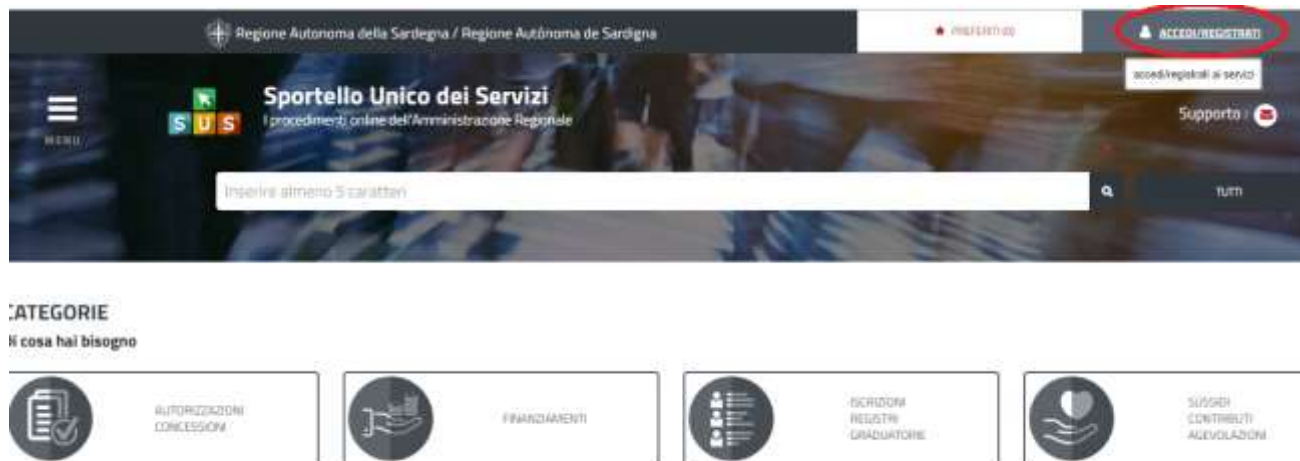 Regione Autonoma della Sardegna / Regione Autònoma de Sardigna
PREFERITI (0)
ACCEDI/REGISTRATI
accedi/registrati ai servizi
MENU
SUS
Sportello Unico dei Servizi
I procedimenti online dell'Amministrazione Regionale
Supporto
Inserire almeno 5 caratteri
TUTTI
CATEGORIE
di cosa hai bisogno
AUTORIZZAZIONI
CONCESSIONI
FINANZIAMENTI
ISCRIZIONI
REGISTRI
GRADUATORIE
SUSSIDI
CONTRIBUTI
AGEVOLAZIONI